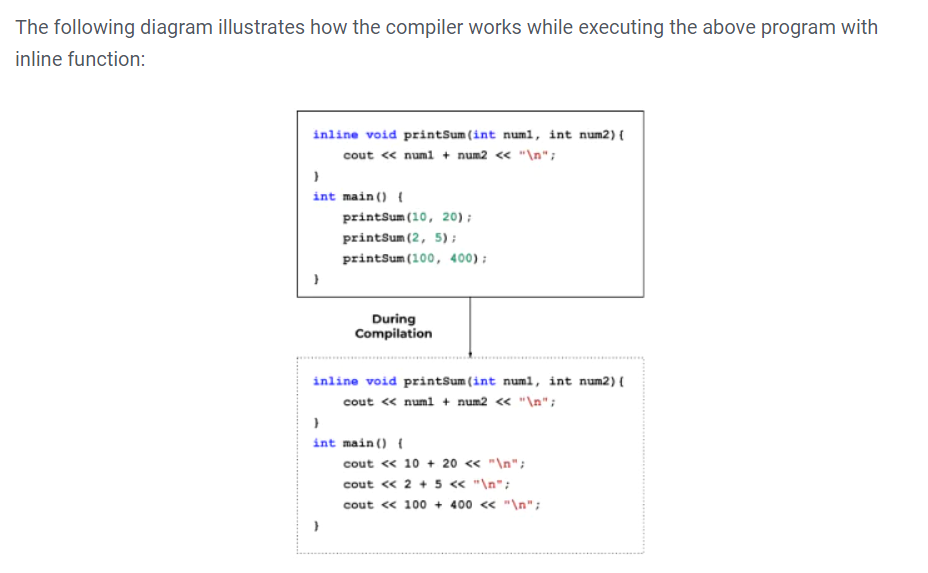 The following diagram illustrates how the compiler works while executing the above program with
inline function:
inline void printSum(int num1, int num2){
cout << num1 + num2 << "\n";
}
int main() {
printSum(10, 20);
printSum(2, 5);
printSum(100, 400);
}
During
Compilation
inline void printSum(int num1, int num2){
cout << num1 + num2 << "\n";
}
int main() {
cout << 10 + 20 << "\n";
cout << 2 + 5 << "\n";
cout << 100 + 400 << "\n";
}